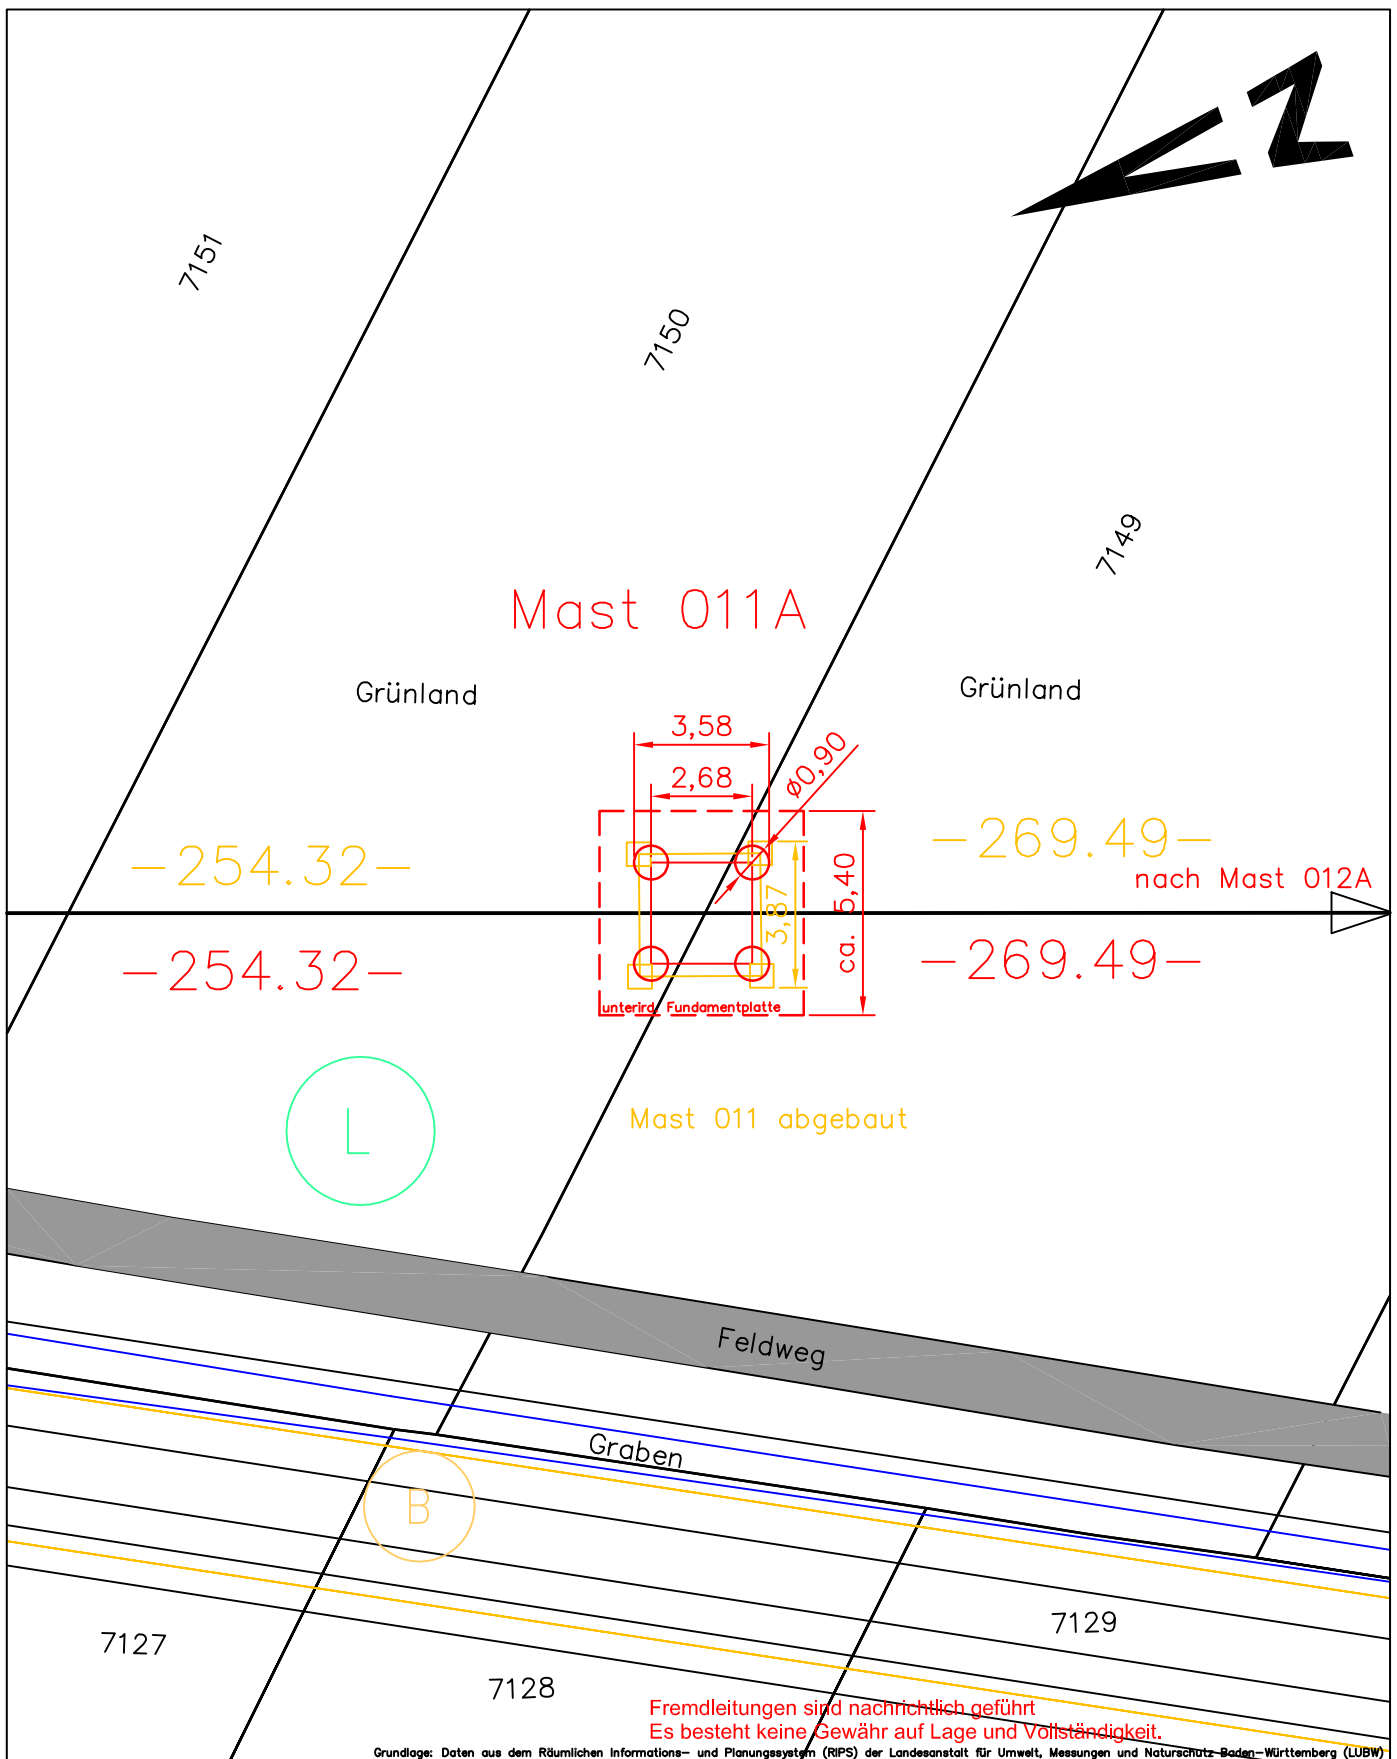 N
7151
7150
7149
Mast 011A
Grünland
Grünland
3,58
2,68
ø0,90
-254.32-
-269.49-
nach Mast 012A
3,87
ca. 5,40
-254.32-
-269.49-
unterird. Fundamentplatte
L
Mast 011 abgebaut
Feldweg
Graben
B
7127
7128
7129
Fremdleitungen sind nachrichtlich geführt
Es besteht keine Gewähr auf Lage und Vollständigkeit.
Grundlage: Daten aus dem Räumlichen Informations- und Planungssystem (RIPS) der Landesanstalt für Umwelt, Messungen und Naturschutz Baden-Württemberg (LUBW)